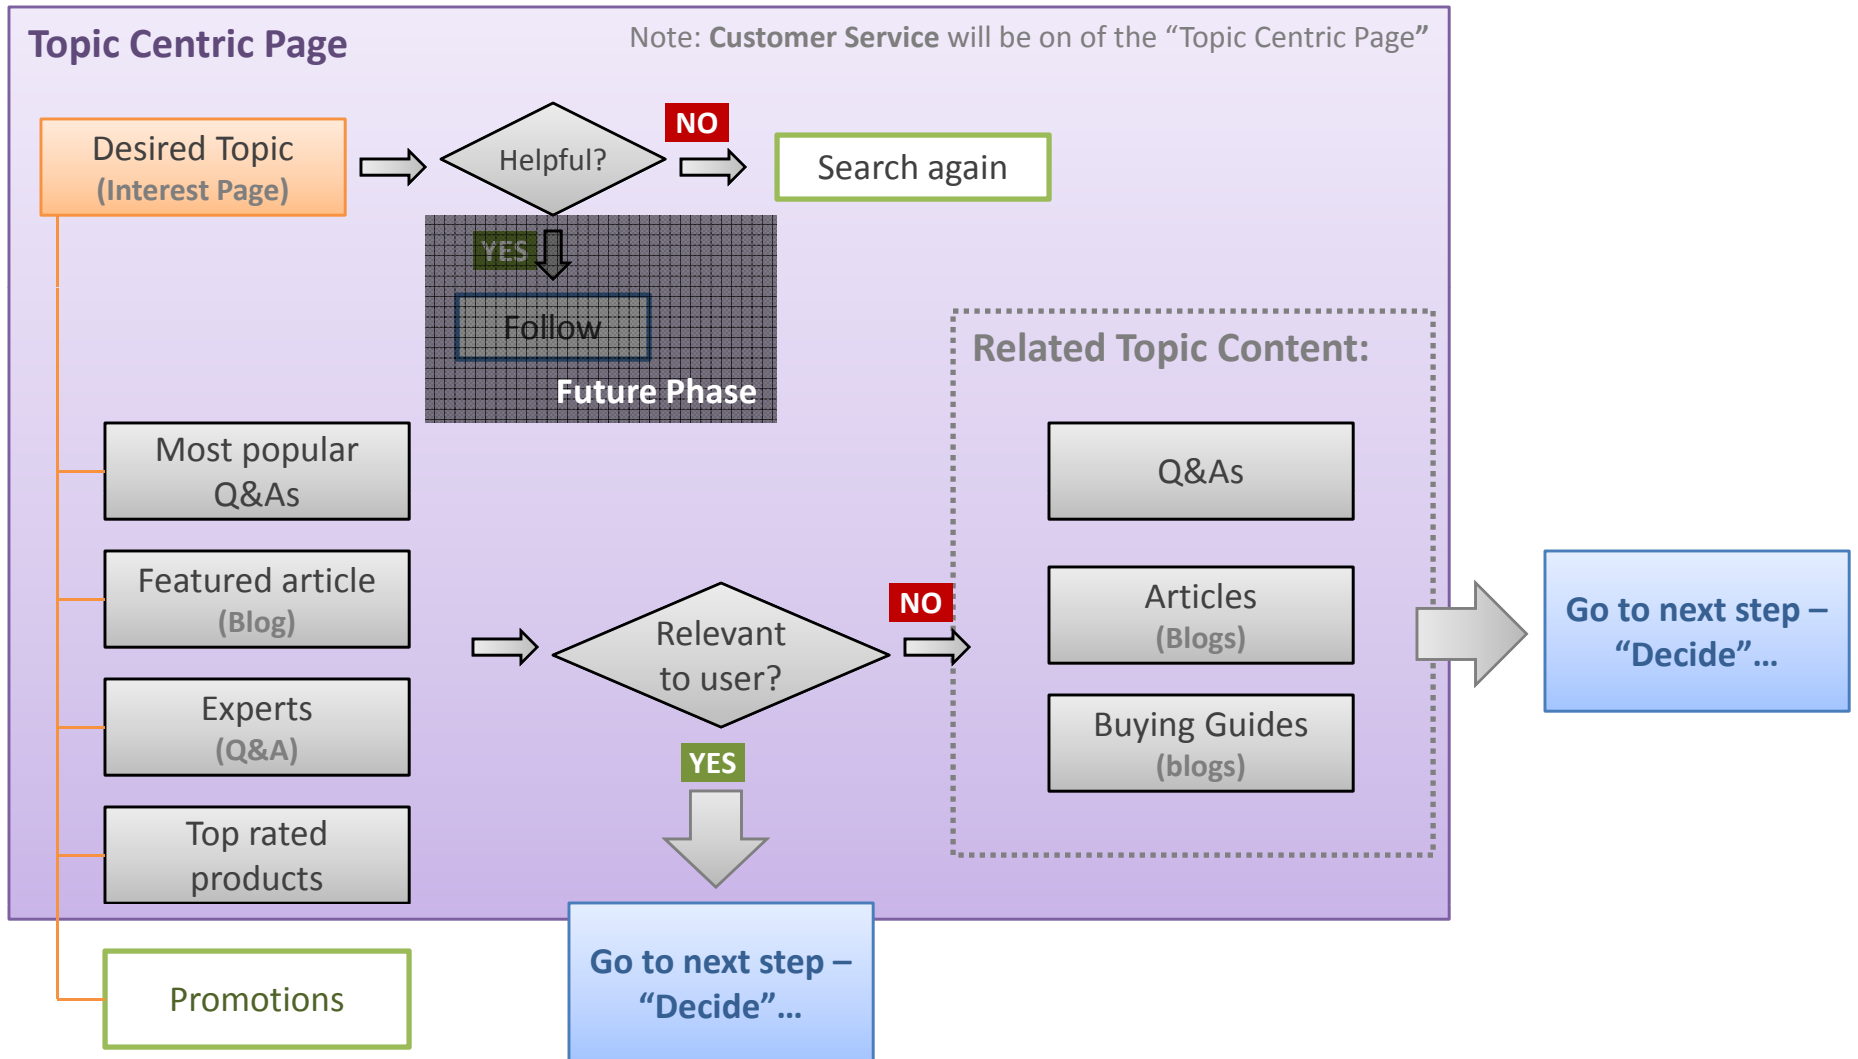 Topic Centric Page
Note: Customer Service will be on of the “Topic Centric Page”
Desired Topic
(Interest Page)
Helpful?
NO
Search again
YES
Follow
Future Phase
Most popular
Q&As
Featured article
(Blog)
Experts
(Q&A)
Top rated
products
Promotions
Relevant
to user?
NO
YES
Go to next step –
“Decide”...
Related Topic Content:
Q&As
Articles
(Blogs)
Buying Guides
(blogs)
Go to next step –
“Decide”...